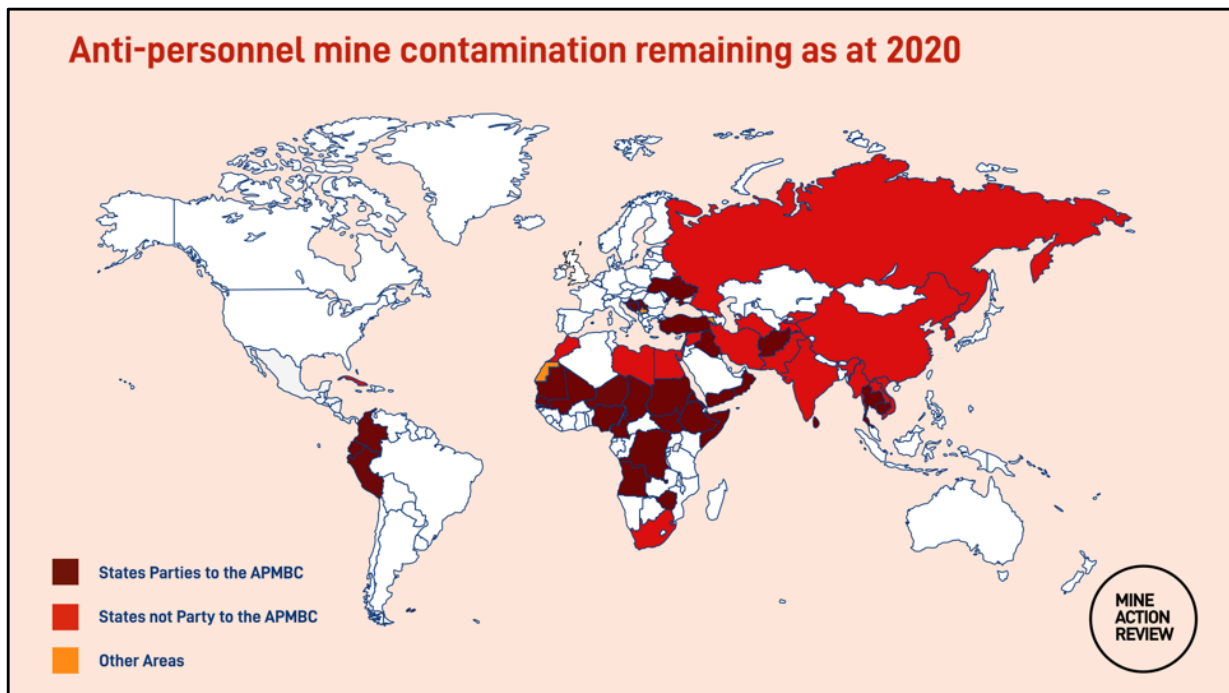 Anti-personnel mine contamination remaining as at 2020
States Parties to the APMBC
States not Party to the APMBC
Other Areas
MINE
ACTION
REVIEW